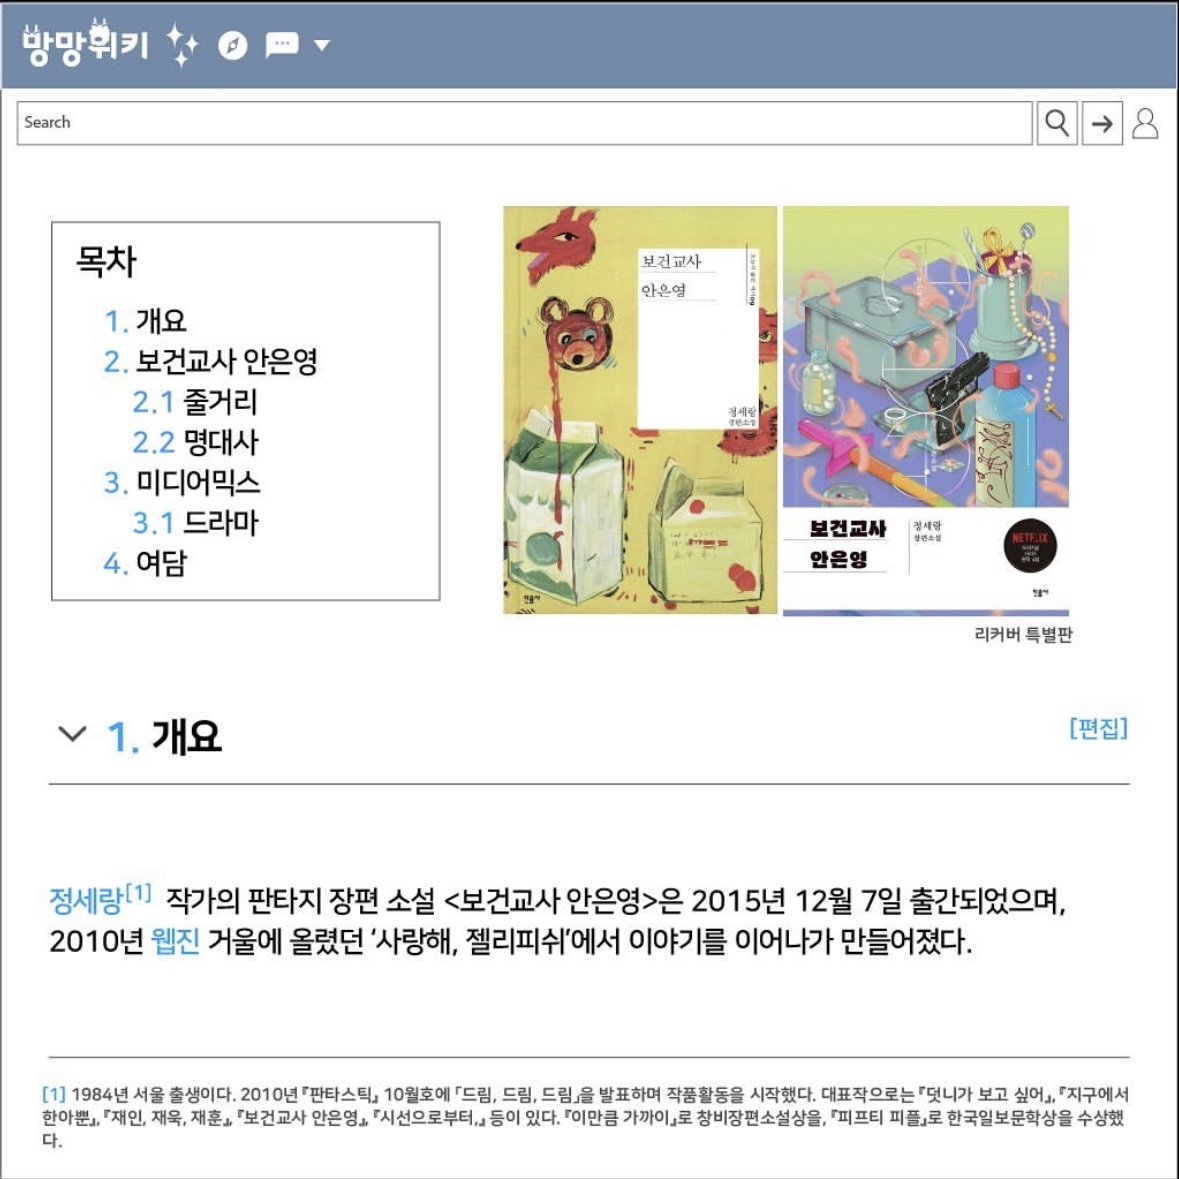 망망위키
Search
목차
1. 개요
2. 보건교사 안은영
2.1 줄거리
2.2 명대사
3. 미디어믹스
3.1 드라마
4. 여담
보건교사
안은영
정세랑
장편소설
민음사
보건교사
안은영
정세랑
장편소설
NETFLIX
민음사
리커버 특별판
1. 개요
[편집]
정세랑[1] 작가의 판타지 장편 소설 <보건교사 안은영>은 2015년 12월 7일 출간되었으며,
2010년 웹진 거울에 올렸던 ‘사랑해, 젤리피쉬’에서 이야기를 이어나가 만들어졌다.
[1] 1984년 서울 출생이다. 2010년 『판타스틱』 10월호에 「드림, 드림, 드림」을 발표하며 작품활동을 시작했다. 대표작으로는 『덧니가 보고 싶어』, 『지구에서
한아뿐』, 『재인, 재욱, 재훈』, 『보건교사 안은영』, 『시선으로부터,』 등이 있다. 『이만큼 가까이』로 창비장편소설상을, 『피프티 피플』로 한국일보문학상을 수상했
다.